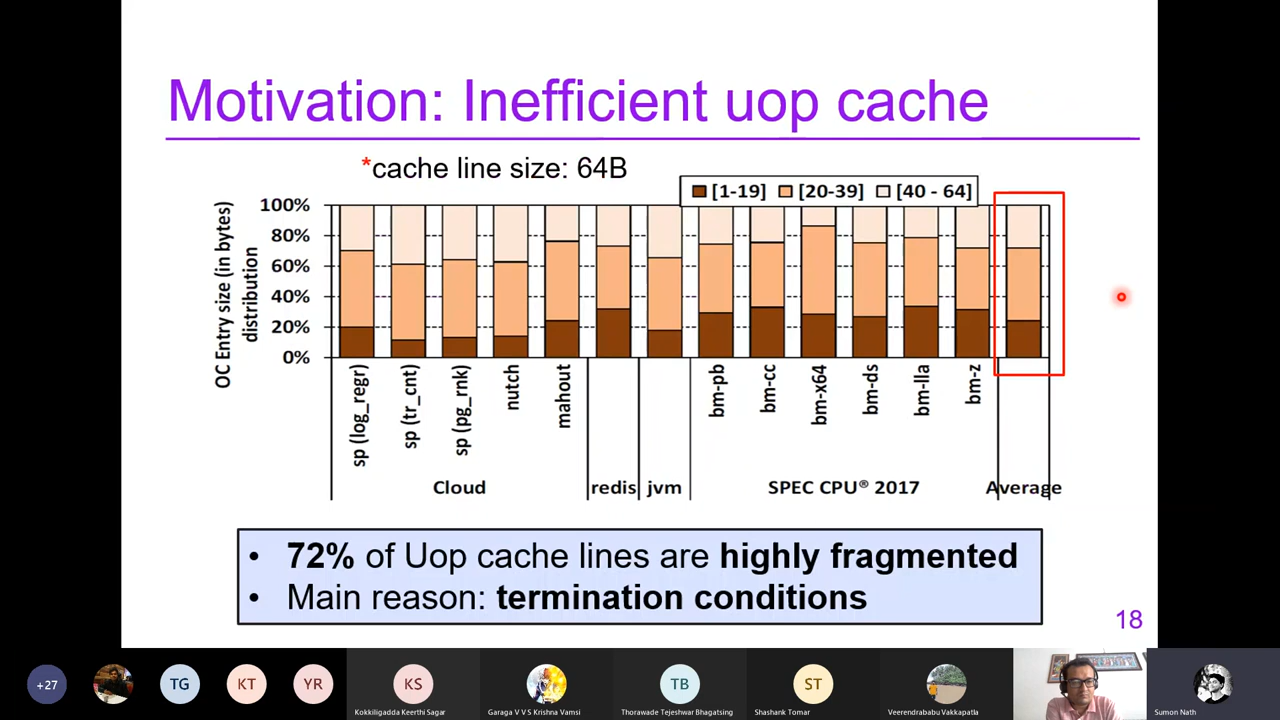 Motivation: Inefficient uop cache
*cache line size: 64B
[1-19] [20-39] [40 - 64]
OC Entry size (in bytes)
distribution
100%
80%
60%
40%
20%
0%
sp (log_regr)
sp (tr_cnt)
sp (pg_rnk)
nutch
mahout
bm-pb
bm-cc
bm-x64
bm-ds
bm-lla
bm-z
Cloud redis jvm SPEC CPU® 2017 Average
• 72% of Uop cache lines are highly fragmented
• Main reason: termination conditions
18
+27 TG KT YR KS TB ST
Kokkiligadda Keerthi Sagar Garaga V V S Krishna Vamsi Thorawade Tejeshwar Bhagatsing Shashank Tomar Veerendrababu Vakkapatla Sumon Nath